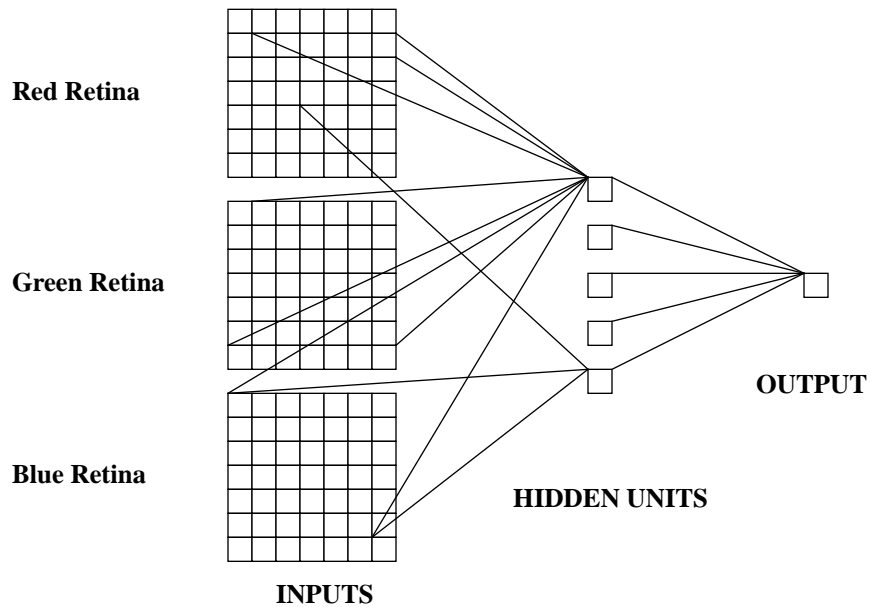 Red Retina
Green Retina
OUTPUT
Blue Retina
HIDDEN UNITS
INPUTS